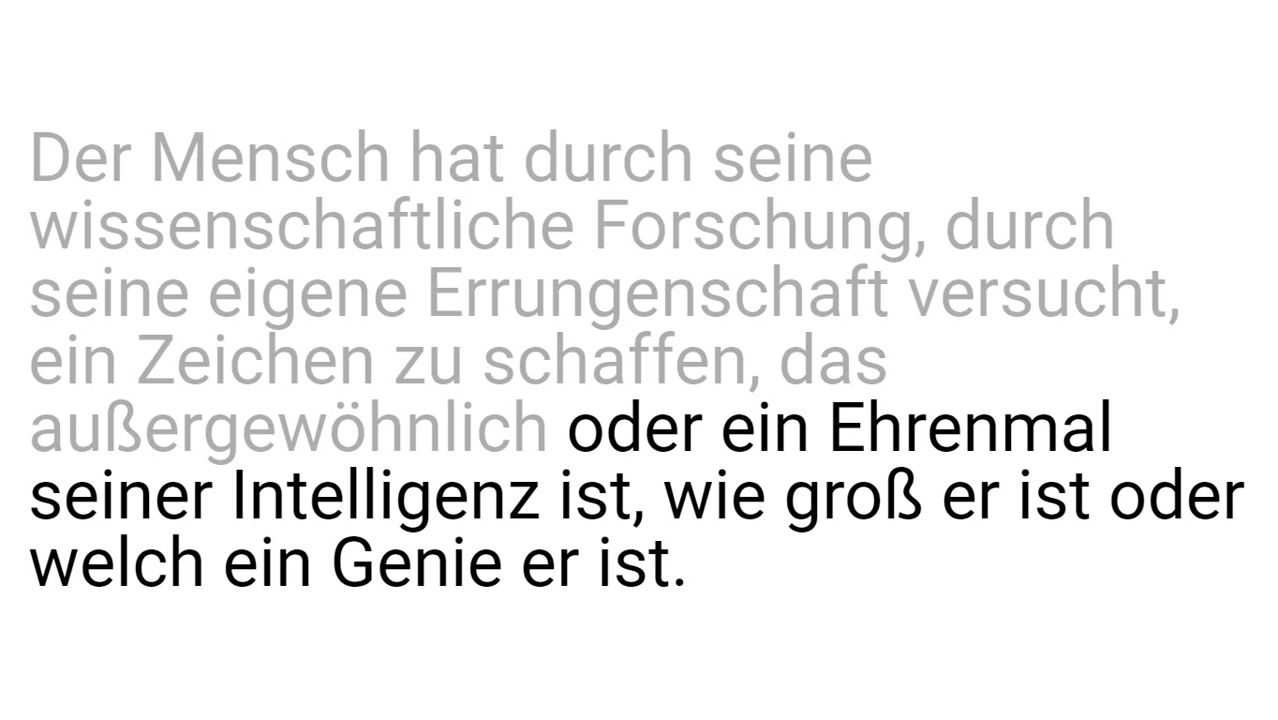 Der Mensch hat durch seine
wissenschaftliche Forschung, durch
seine eigene Errungenschaft versucht,
ein Zeichen zu schaffen, das
außergewöhnlich oder ein Ehrenmal
seiner Intelligenz ist, wie groß er ist oder
welch ein Genie er ist.